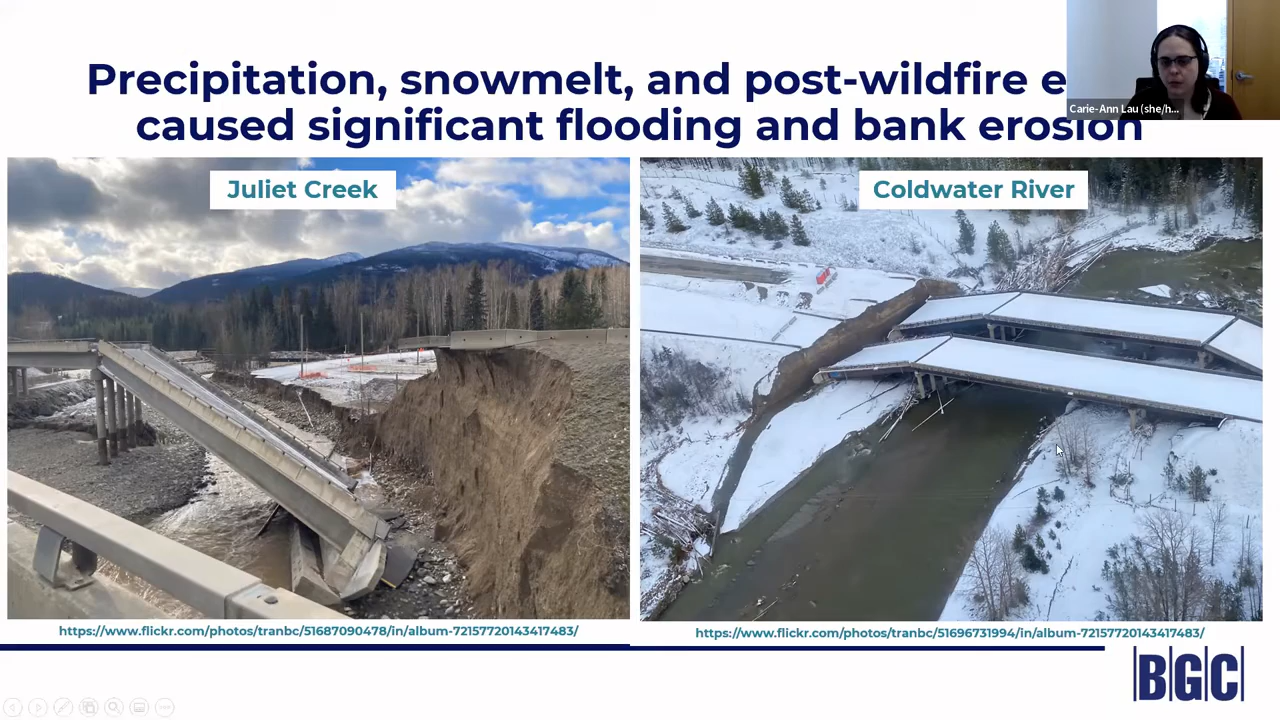 Precipitation, snowmelt, and post-wildfire
caused significant flooding and bank erosion
Carie-Ann Lau (she/h...
Juliet Creek
Coldwater River
https://www.flickr.com/photos/tranbc/51687090478/in/album-72157720143417483/
https://www.flickr.com/photos/tranbc/51696731994/in/album-72157720143417483/
BGC